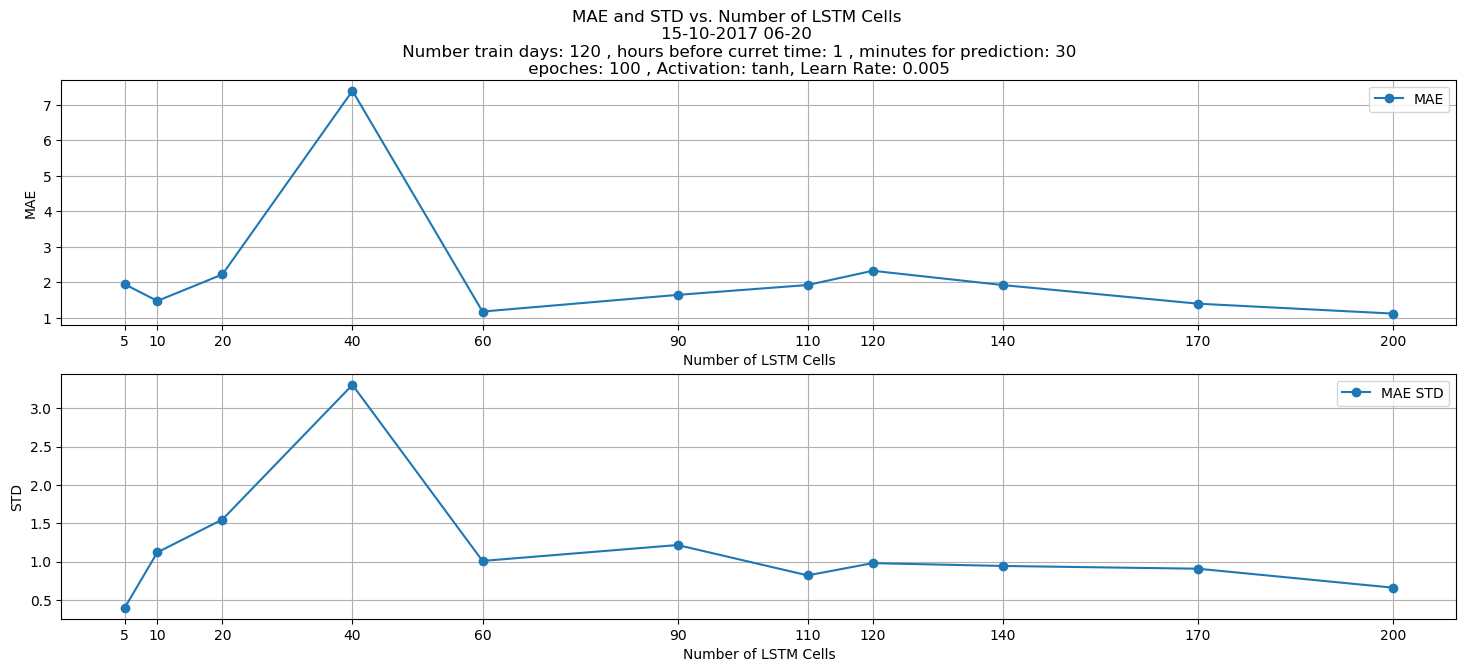 MAE and STD vs. Number of LSTM Cells
15-10-2017 06-20
Number train days: 120 , hours before curret time: 1 , minutes for prediction: 30
epoches: 100 , Activation: tanh, Learn Rate: 0.005
MAE
7
6
5
4
3
2
1
MAE
5 10 20 40 60 90 110 120 140 170 200
Number of LSTM Cells
MAE STD
3.0
2.5
2.0
1.5
1.0
0.5
STD
5 10 20 40 60 90 110 120 140 170 200
Number of LSTM Cells